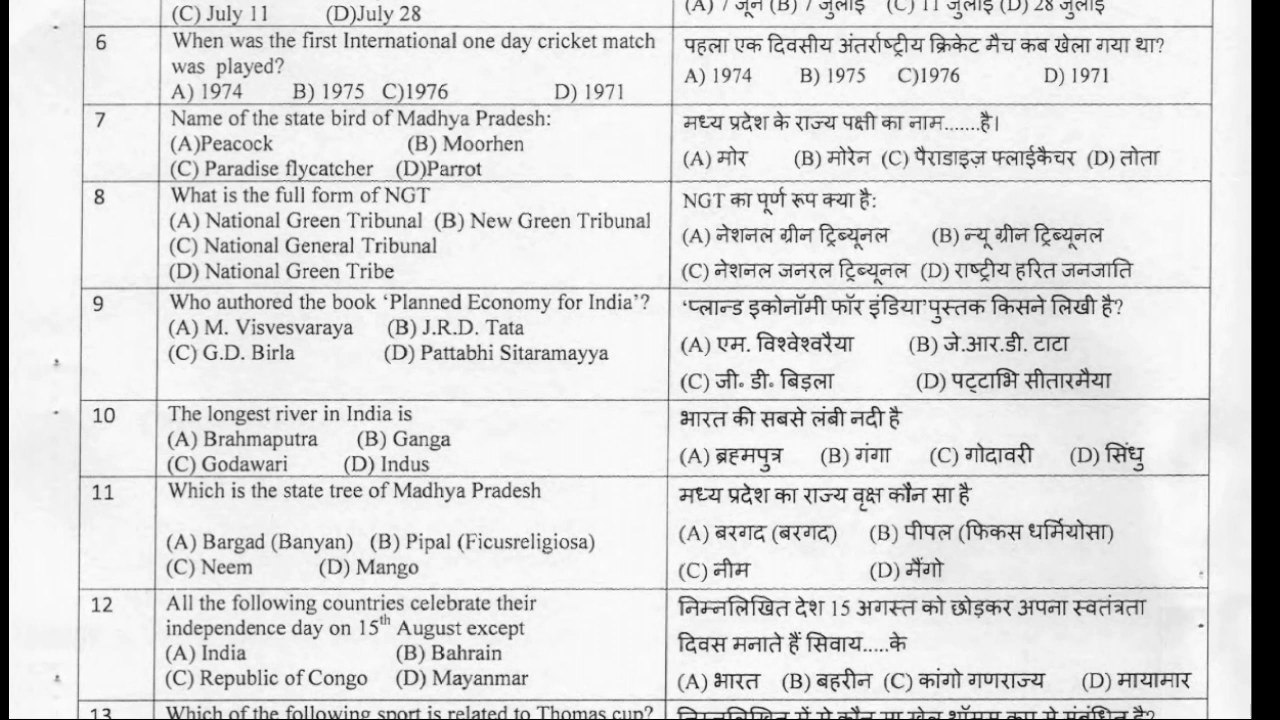 (C) July 11 (D)July 28
(A) 7 जून (B) 7 जुलाई (C) 11 जुलाई (D) 28 जुलाई
6
When was the first International one day cricket match
was played?
A) 1974 B) 1975 C)1976 D) 1971
पहला एक दिवसीय अंतर्राष्ट्रीय क्रिकेट मैच कब खेला गया था?
A) 1974 B) 1975 C)1976 D) 1971
7
Name of the state bird of Madhya Pradesh:
(A)Peacock (B) Moorhen
(C) Paradise flycatcher (D)Parrot
मध्य प्रदेश के राज्य पक्षी का नाम.......है।
(A) मोर (B) मोरेन (C) पैराडाइज़ फ्लाईकैचर (D) तोता
8
What is the full form of NGT
(A) National Green Tribunal (B) New Green Tribunal
(C) National General Tribunal
(D) National Green Tribe
NGT का पूर्ण रूप क्या है:
(A) नेशनल ग्रीन ट्रिब्यूनल (B) न्यू ग्रीन ट्रिब्यूनल
(C) नेशनल जनरल ट्रिब्यूनल (D) राष्ट्रीय हरित जनजाति
9
Who authored the book ‘Planned Economy for India’?
(A) M. Visvesvaraya (B) J.R.D. Tata
(C) G.D. Birla (D) Pattabhi Sitaramayya
‘प्लान्ड इकोनॉमी फॉर इंडिया’पुस्तक किसने लिखी है?
(A) एम. विश्वेश्वरैया (B) जे.आर.डी. टाटा
(C) जी॰ डी॰ बिड़ला (D) पट्टाभि सीतारमैया
10
The longest river in India is
(A) Brahmaputra (B) Ganga
(C) Godawari (D) Indus
भारत की सबसे लंबी नदी है
(A) ब्रह्मपुत्र (B) गंगा (C) गोदावरी (D) सिंधु
11
Which is the state tree of Madhya Pradesh
(A) Bargad (Banyan) (B) Pipal (Ficusreligiosa)
(C) Neem (D) Mango
मध्य प्रदेश का राज्य वृक्ष कौन सा है
(A) बरगद (बरगद) (B) पीपल (फिकस धर्मियोसा)
(C) नीम (D) मैंगो
12
All the following countries celebrate their
independence day on 15th August except
(A) India (B) Bahrain
(C) Republic of Congo (D) Mayanmar
निम्नलिखित देश 15 अगस्त को छोड़कर अपना स्वतंत्रता
दिवस मनाते हैं सिवाय.....के
(A) भारत (B) बहरीन (C) कांगो गणराज्य (D) मायामार
13
Which of the following sport is related to Thomas cup?
निम्नलिखित में से कौन सा खेल थॉमस कप से संबंधित है?